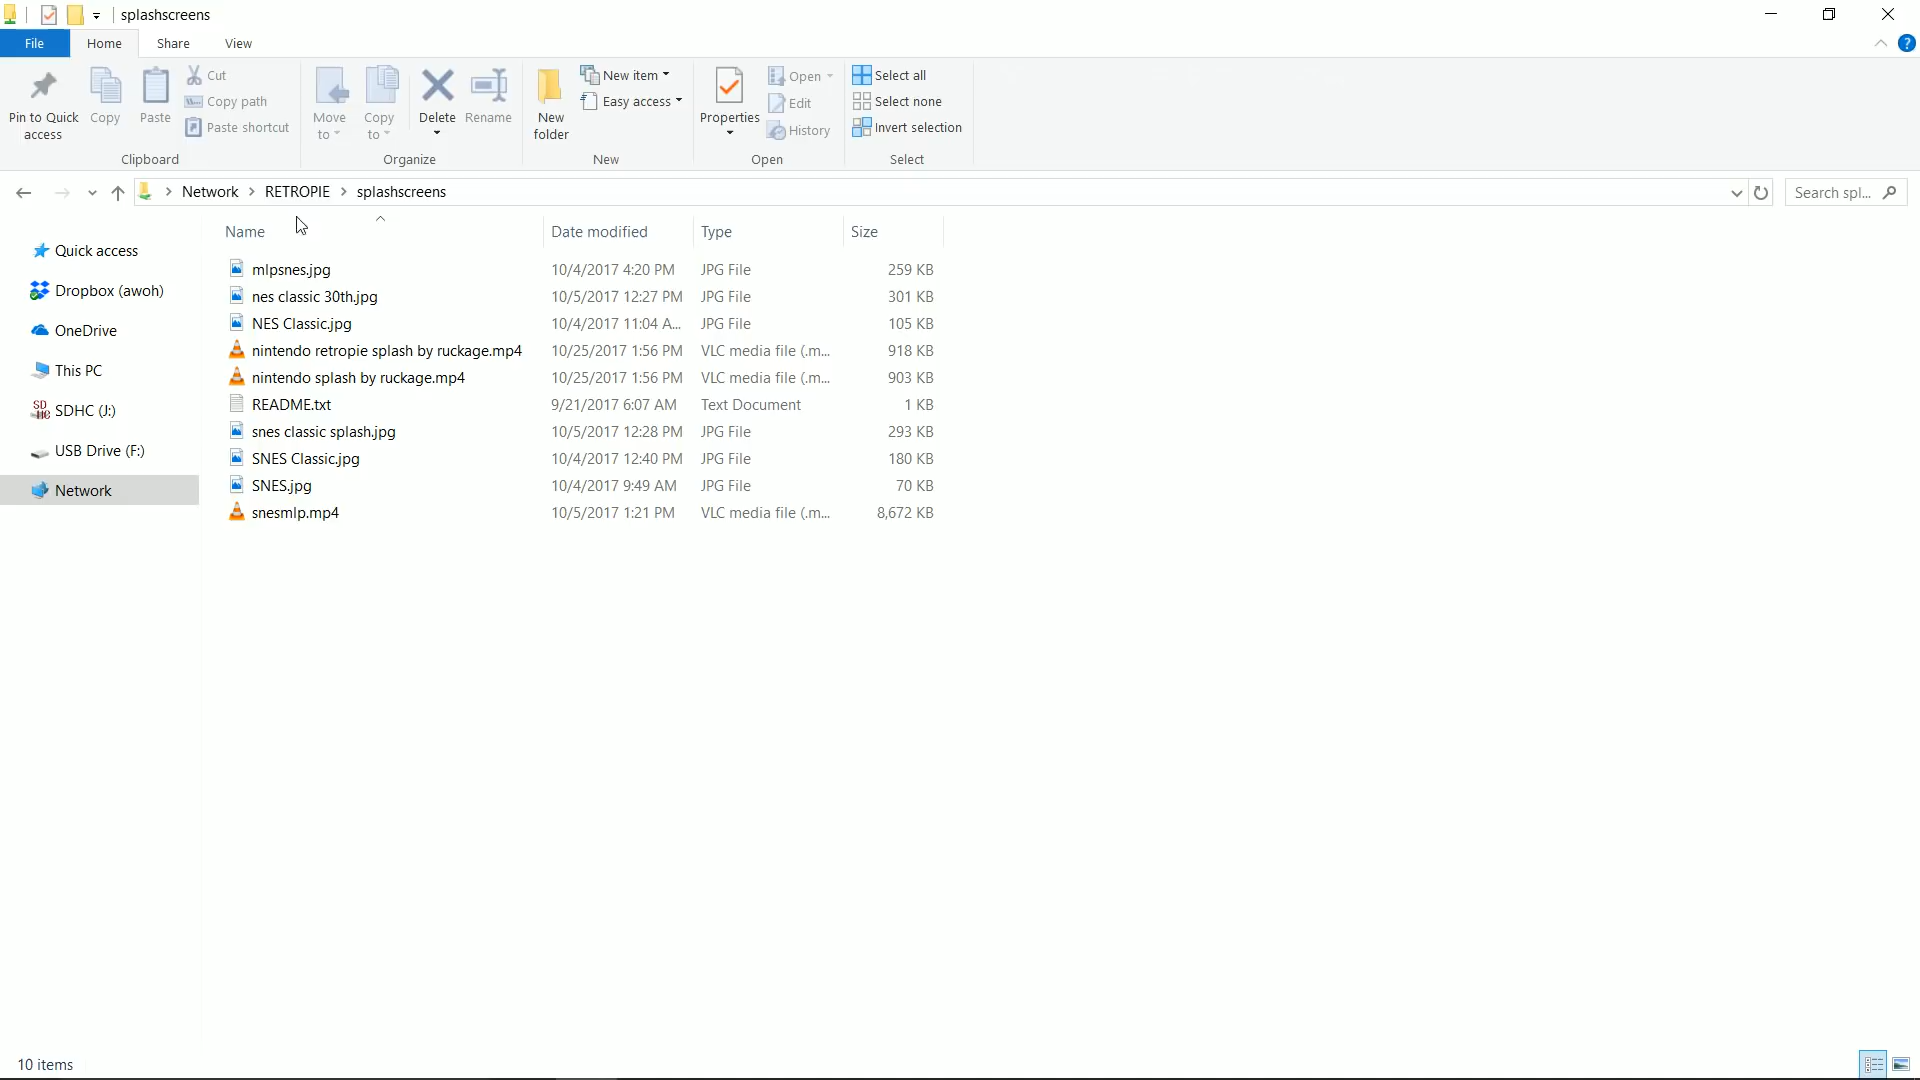 splashscreens
File Home Share View
Pin to Quick access
Copy
Paste
Cut
Copy path
Paste shortcut
Clipboard
Move to
Copy to
Delete
Rename
Organize
New folder
New item
Easy access
New
Properties
Open
Edit
History
Open
Select all
Select none
Invert selection
Select
Network RETROPIE splashscreens
Search spl...
Name Date modified Type Size
Quick access
Dropbox (awoh)
OneDrive
This PC
SDHC (J:)
USB Drive (F:)
Network
mlpsnes.jpg 10/4/2017 4:20 PM JPG File 259 KB
nes classic 30th.jpg 10/5/2017 12:27 PM JPG File 301 KB
NES Classic.jpg 10/4/2017 11:04 A... JPG File 105 KB
nintendo retropie splash by ruckage.mp4 10/25/2017 1:56 PM VLC media file (.m... 918 KB
nintendo splash by ruckage.mp4 10/25/2017 1:56 PM VLC media file (.m... 903 KB
README.txt 9/21/2017 6:07 AM Text Document 1 KB
snes classic splash.jpg 10/5/2017 12:28 PM JPG File 293 KB
SNES Classic.jpg 10/4/2017 12:40 PM JPG File 180 KB
SNES.jpg 10/4/2017 9:49 AM JPG File 70 KB
snesmlp.mp4 10/5/2017 1:21 PM VLC media file (.m... 8,672 KB
10 items